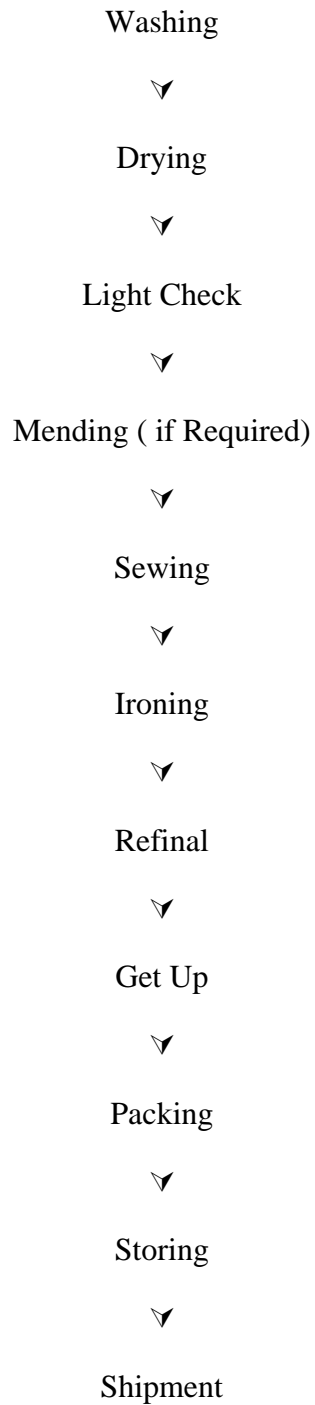 Washing
Drying
Light Check
Mending ( if Required)
Sewing
Ironing
Refinal
Get Up
Packing
Storing
Shipment